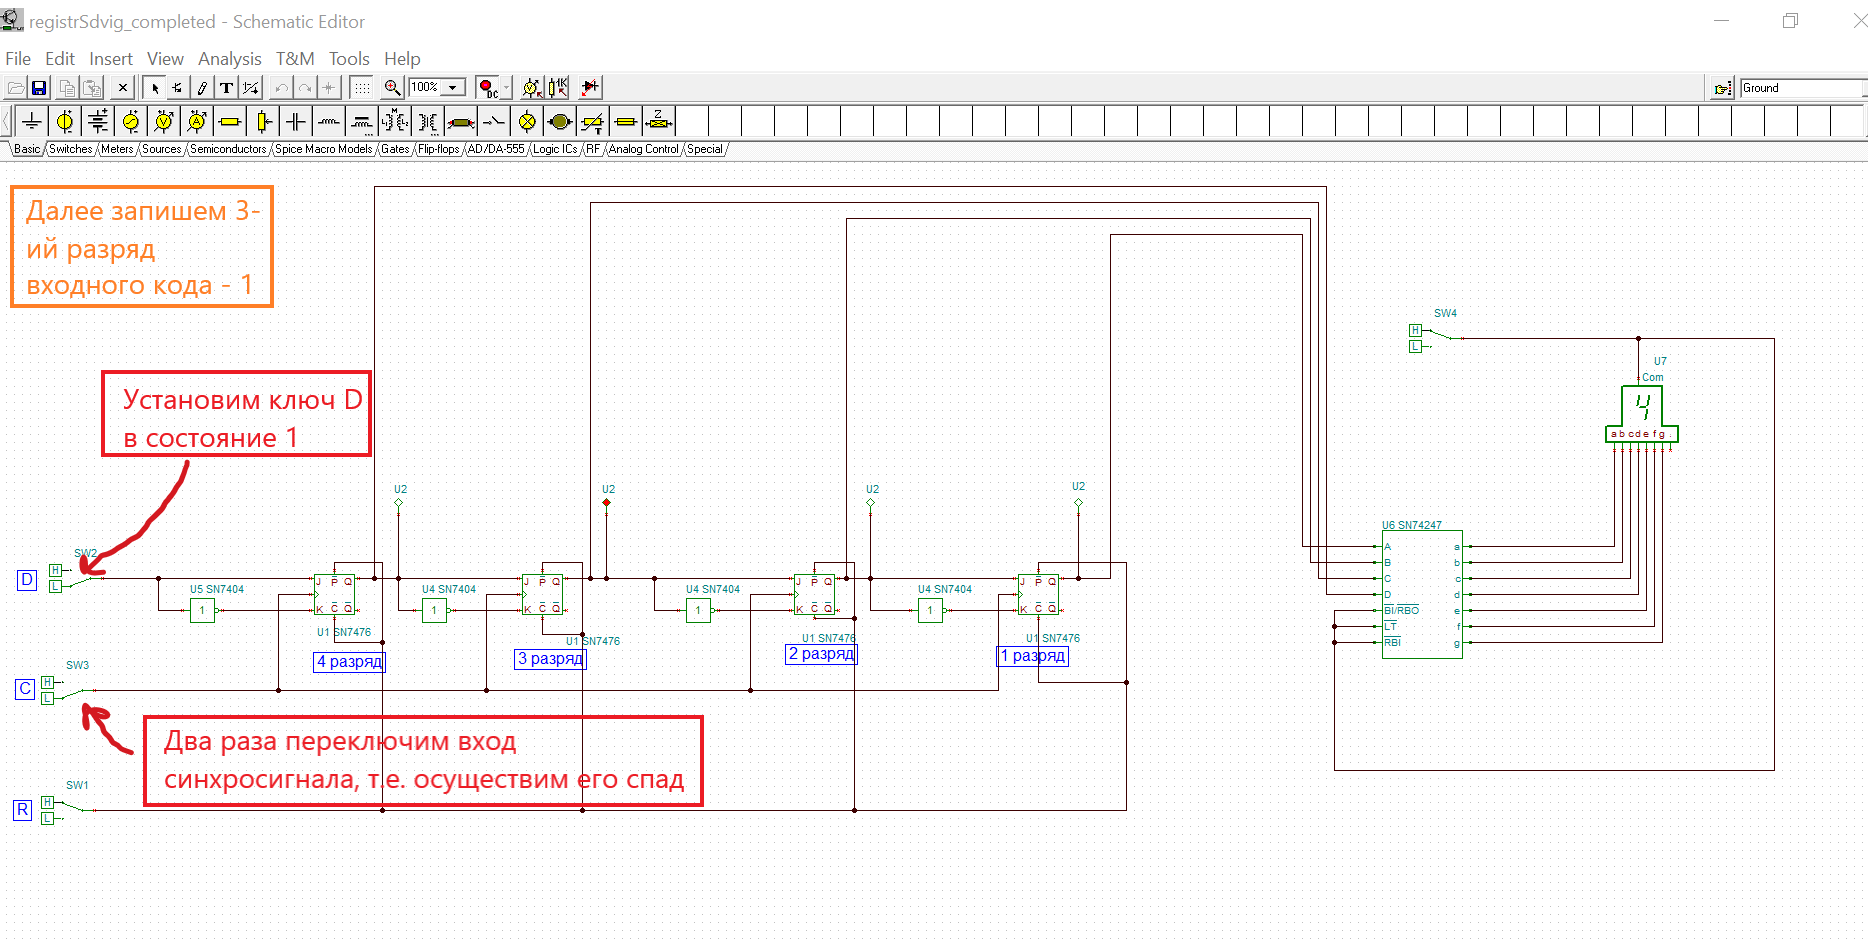 registrSdvig_completed - Schematic Editor
File Edit Insert View Analysis T&M Tools Help
100% DC 1K Ground
Basic Switches Meters Sources Semiconductors Spice Macro Models Gates Flip-flops AD/DA-555 Logic ICs RF Analog Control Special
Далее запишем 3-
ий разряд
входного кода - 1
Установим ключ D
в состояние 1
SW4
H
L
U7
Com
4
a b c d e f g .
U2 U2 U2 U2
U6 SN74247
A a
B b
C c
D d
BI/RBO e
LT f
RBI g
SW2
D H
L
U5 SN7404 U4 SN7404 U4 SN7404 U4 SN7404
1 1 1 1
J P Q J P Q J P Q J P Q
K C Q K C Q K C Q K C Q
U1 SN7476 U1 SN7476 U1 SN7476 U1 SN7476
4 разряд 3 разряд 2 разряд 1 разряд
SW3
C H
L
Два раза переключим вход
синхросигнала, т.е. осуществим его спад
SW1
R H
L